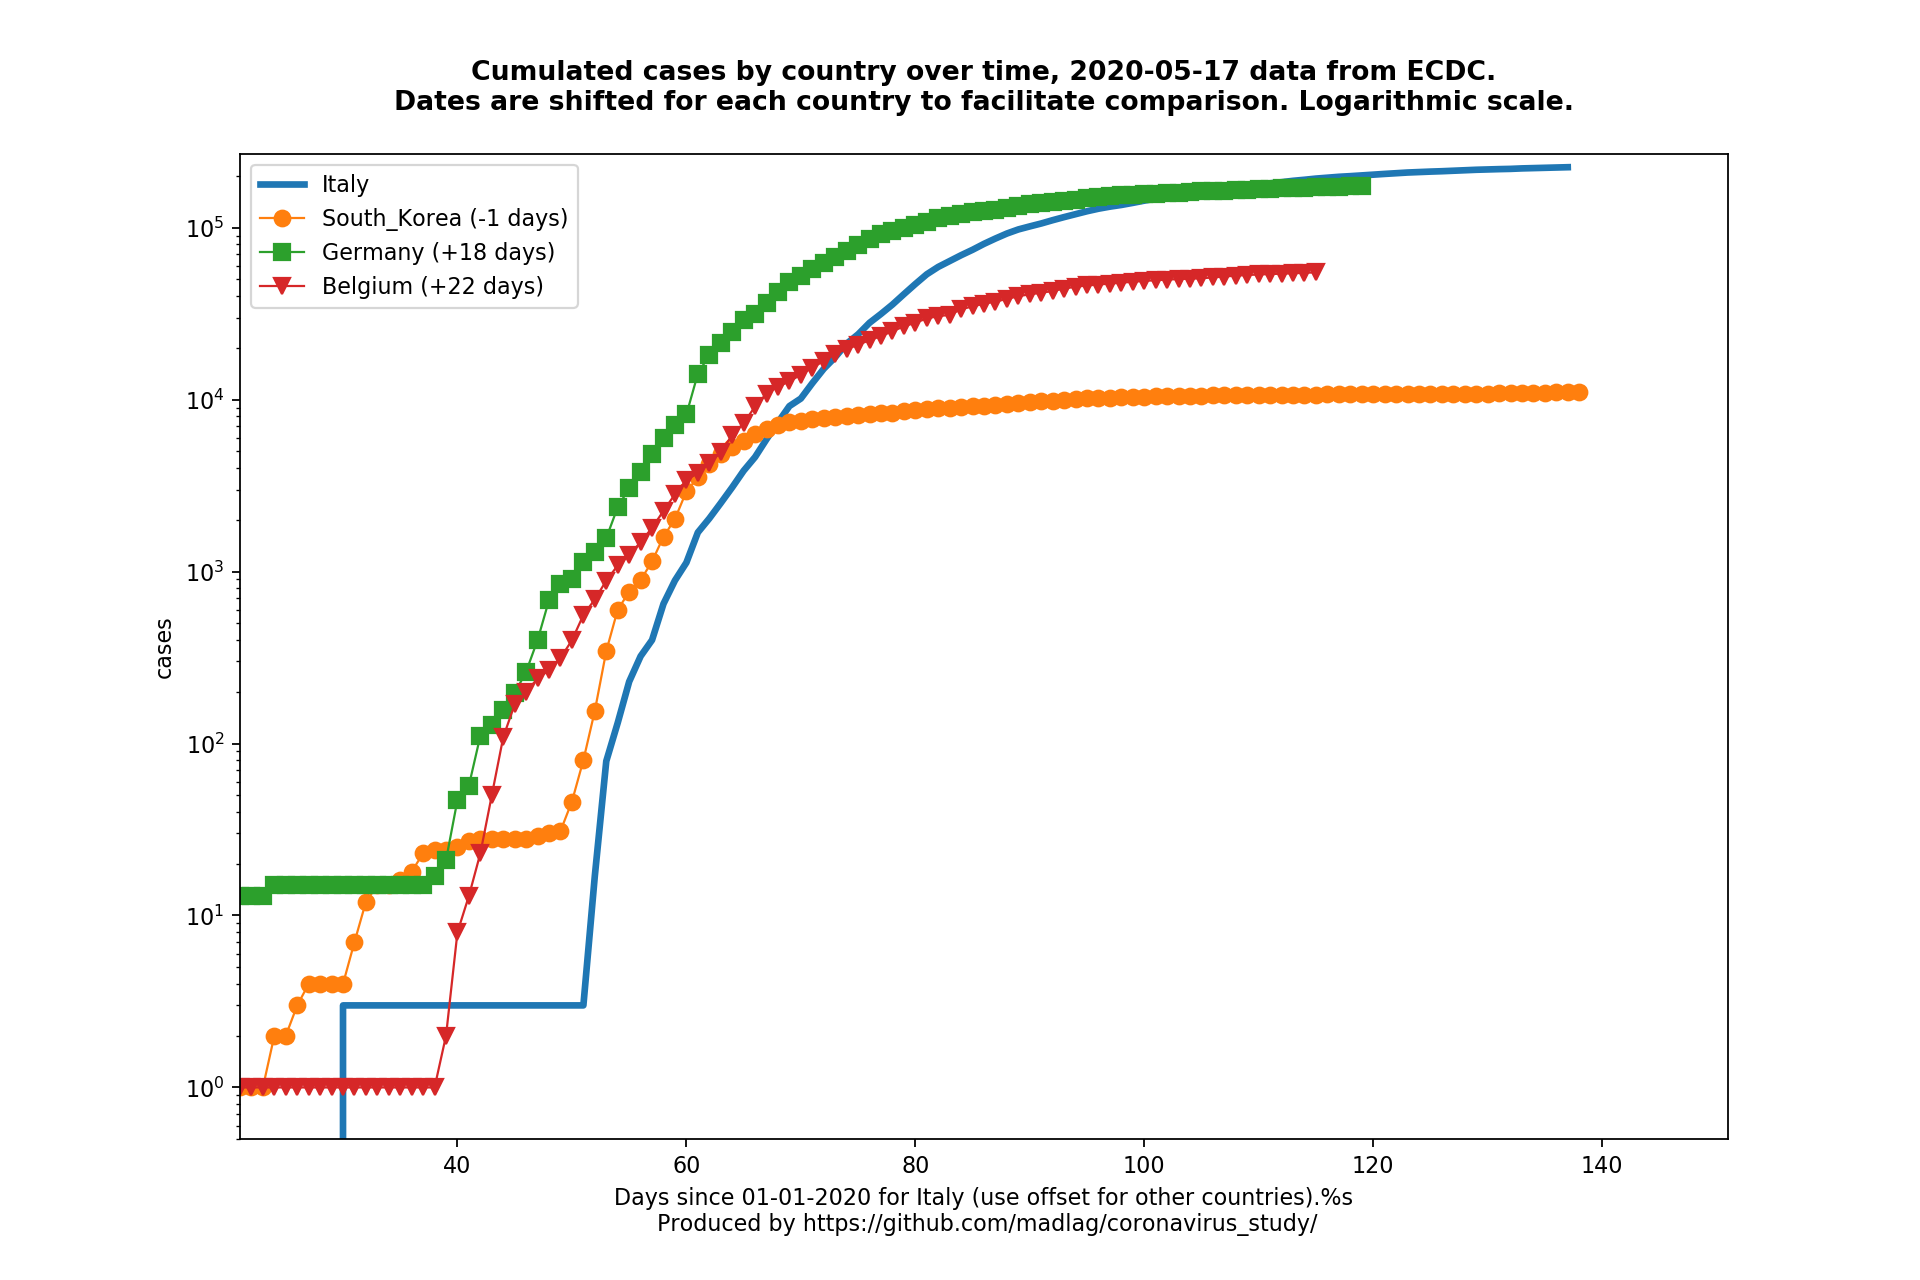 Cumulated cases by country over time, 2020-05-17 data from ECDC.
Dates are shifted for each country to facilitate comparison. Logarithmic scale.
Italy
South_Korea (-1 days)
Germany (+18 days)
Belgium (+22 days)
10^5
10^4
10^3
10^2
10^1
10^0
cases
40 60 80 100 120 140
Days since 01-01-2020 for Italy (use offset for other countries).%s
Produced by https://github.com/madlag/coronavirus_study/